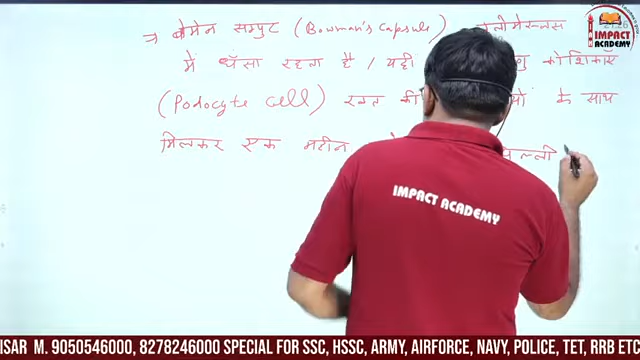 → बोमेन सम्पुट (Bowman's Capsule)
में धँसा रहता है / यही कोशिकाएँ
(Podocyte cell) रक्त के साथ
मिलकर एक महीन झिल्ली
IMPACT ACADEMY
IMPACT
ACADEMY
ISAR M. 9050546000, 8278246000 SPECIAL FOR SSC, HSSC, ARMY, AIRFORCE, NAVY, POLICE, TET, RRB ETC